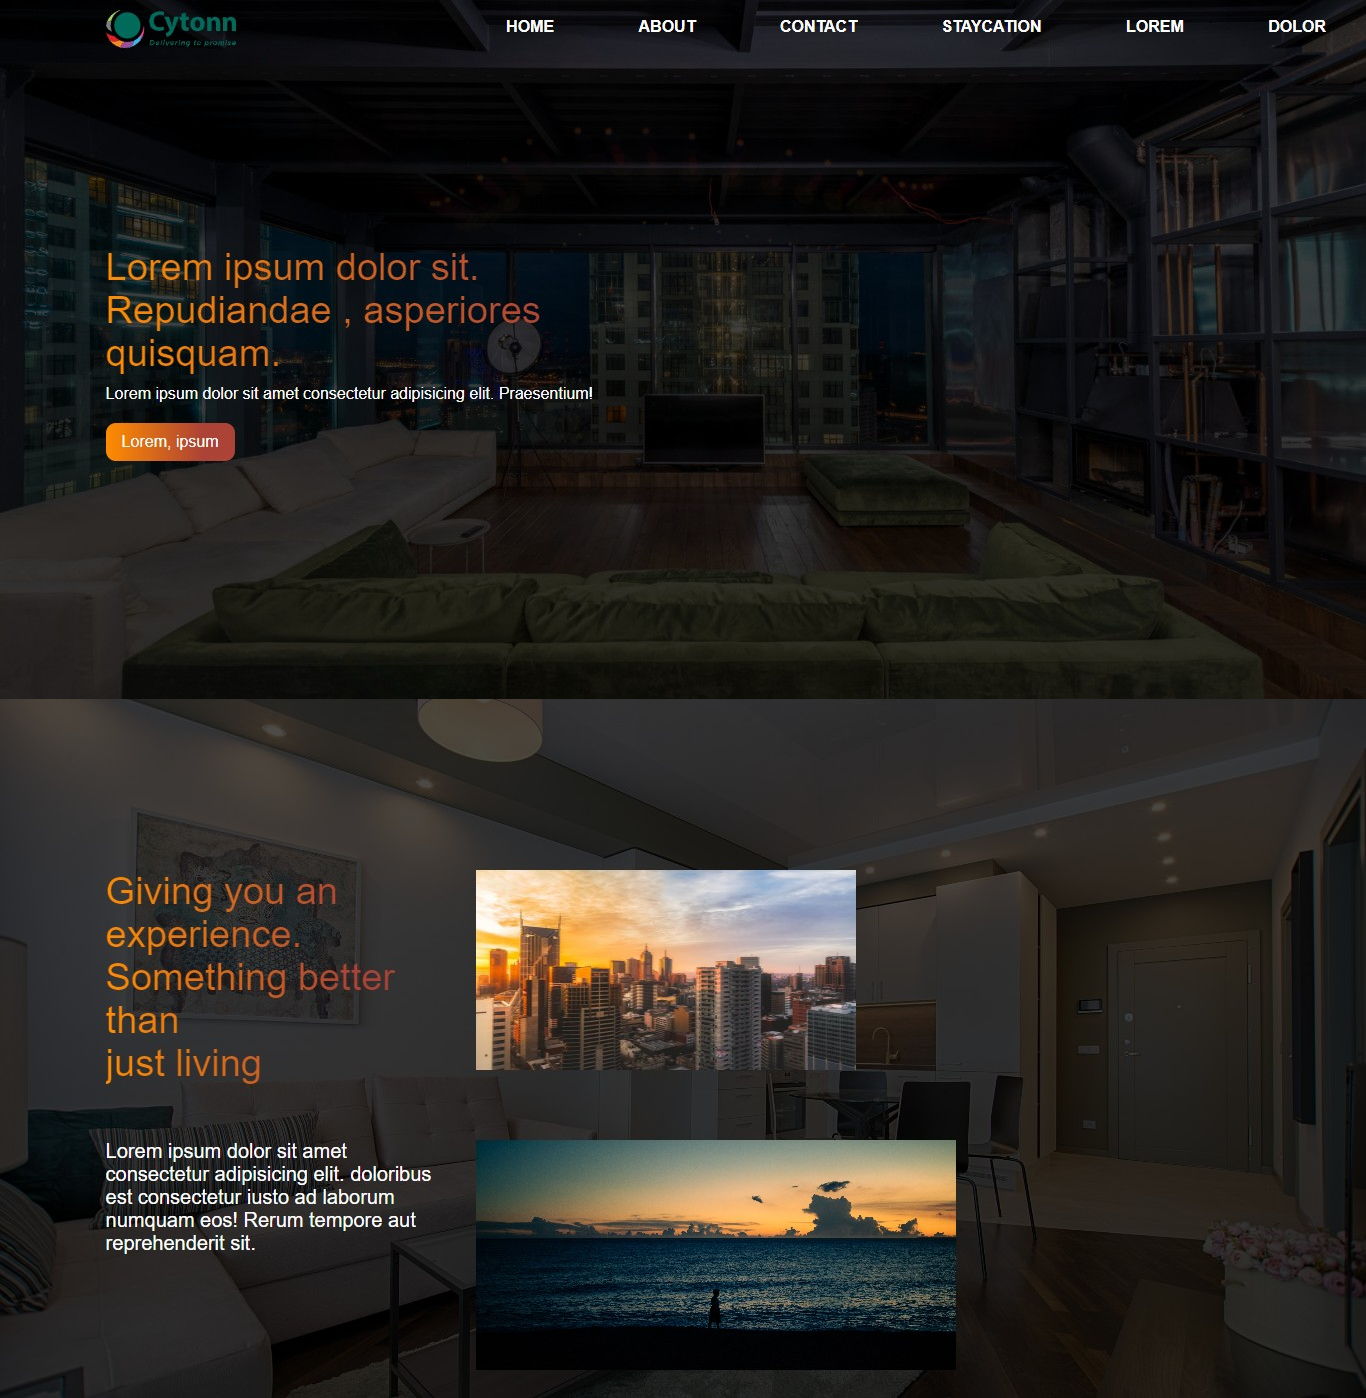 Cytonn
Delivering to promise
HOME ABOUT CONTACT STAYCATION LOREM DOLOR
Lorem ipsum dolor sit.
Repudiandae , asperiores
quisquam.
Lorem ipsum dolor sit amet consectetur adipisicing elit. Praesentium!
Lorem, ipsum
Giving you an
experience.
Something better
than
just living
Lorem ipsum dolor sit amet
consectetur adipisicing elit. doloribus
est consectetur iusto ad laborum
numquam eos! Rerum tempore aut
reprehenderit sit.